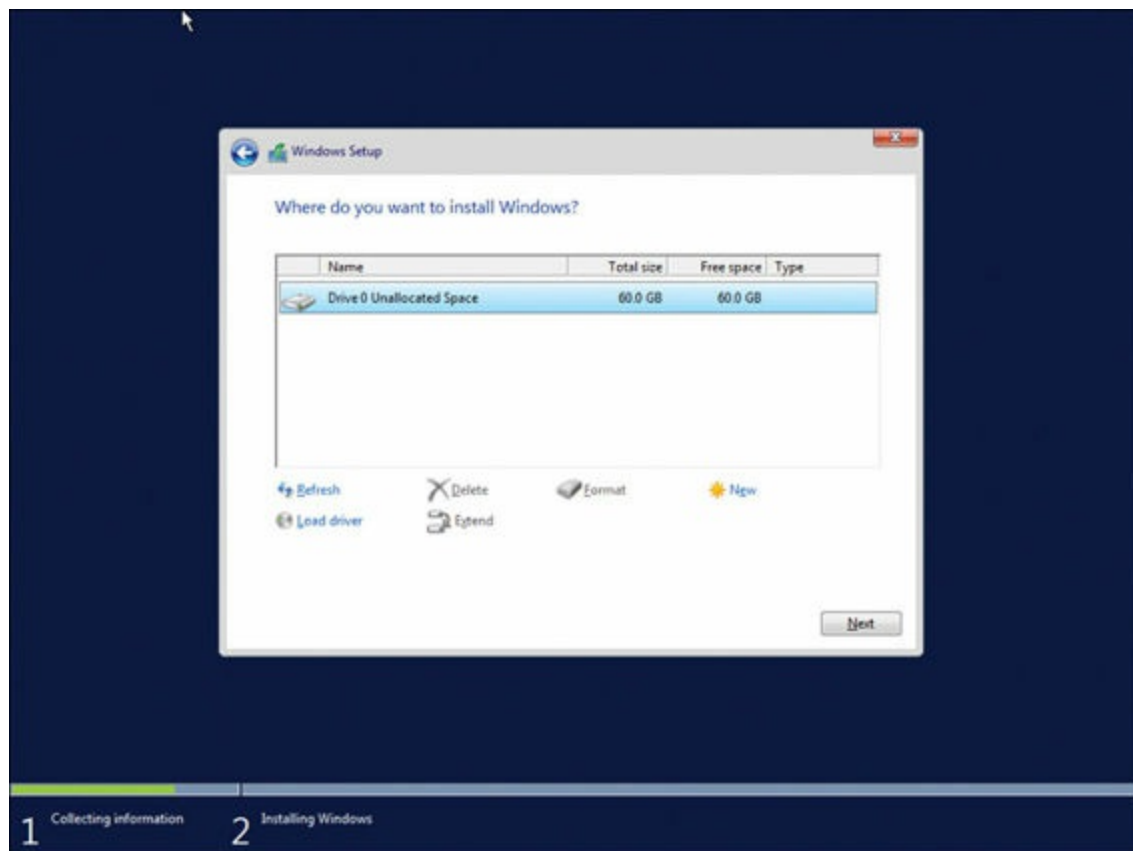 Windows Setup
Where do you want to install Windows?
Name Total size Free space Type
Drive 0 Unallocated Space 60.0 GB 60.0 GB
Refresh Delete Format New
Load driver Extend
Next
1 Collecting information 2 Installing Windows